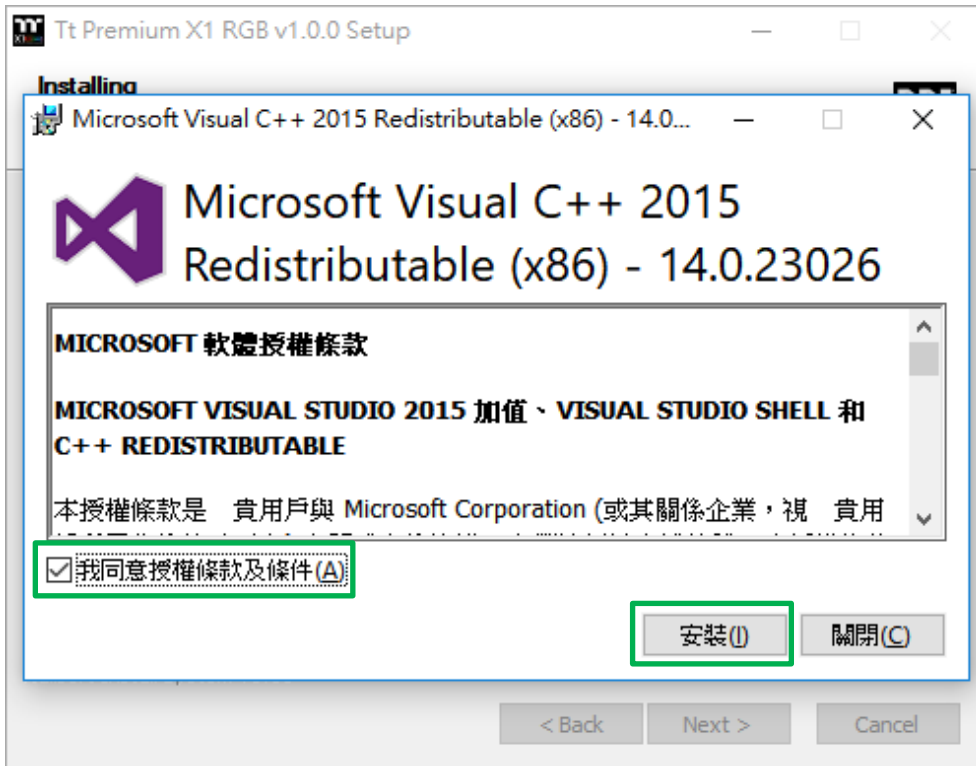 Tt Premium X1 RGB v1.0.0 Setup
Installing
Microsoft Visual C++ 2015 Redistributable (x86) - 14.0...
Microsoft Visual C++ 2015
Redistributable (x86) - 14.0.23026
MICROSOFT 軟體授權條款
MICROSOFT VISUAL STUDIO 2015 加值、VISUAL STUDIO SHELL 和
C++ REDISTRIBUTABLE
本授權條款是 貴用戶與 Microsoft Corporation (或其關係企業，視 貴用
我同意授權條款及條件(A)
安裝(I) 關閉(C)
< Back Next > Cancel